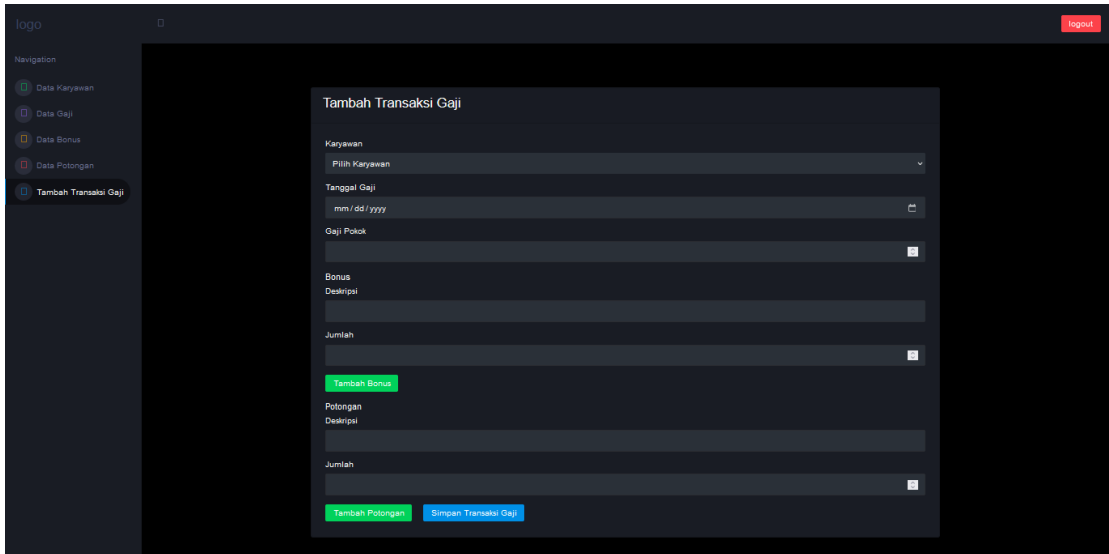 logo
logout
Navigation
Data Karyawan
Data Gaji
Data Bonus
Data Potongan
Tambah Transaksi Gaji
Tambah Transaksi Gaji
Karyawan
Pilih Karyawan
Tanggal Gaji
mm/dd/yyyy
Gaji Pokok
Bonus
Deskripsi
Jumlah
Tambah Bonus
Potongan
Deskripsi
Jumlah
Tambah Potongan Simpan Transaksi Gaji